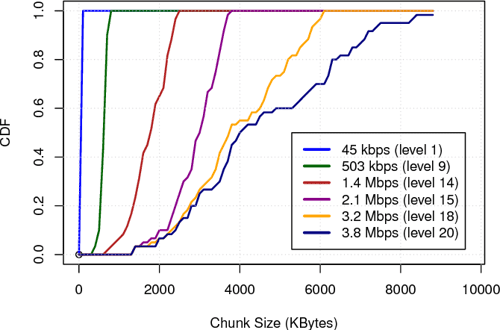 CDF
1.0
0.8
0.6
0.4
0.2
0.0
45 kbps (level 1)
503 kbps (level 9)
1.4 Mbps (level 14)
2.1 Mbps (level 15)
3.2 Mbps (level 18)
3.8 Mbps (level 20)
0 2000 4000 6000 8000 10000
Chunk Size (KBytes)